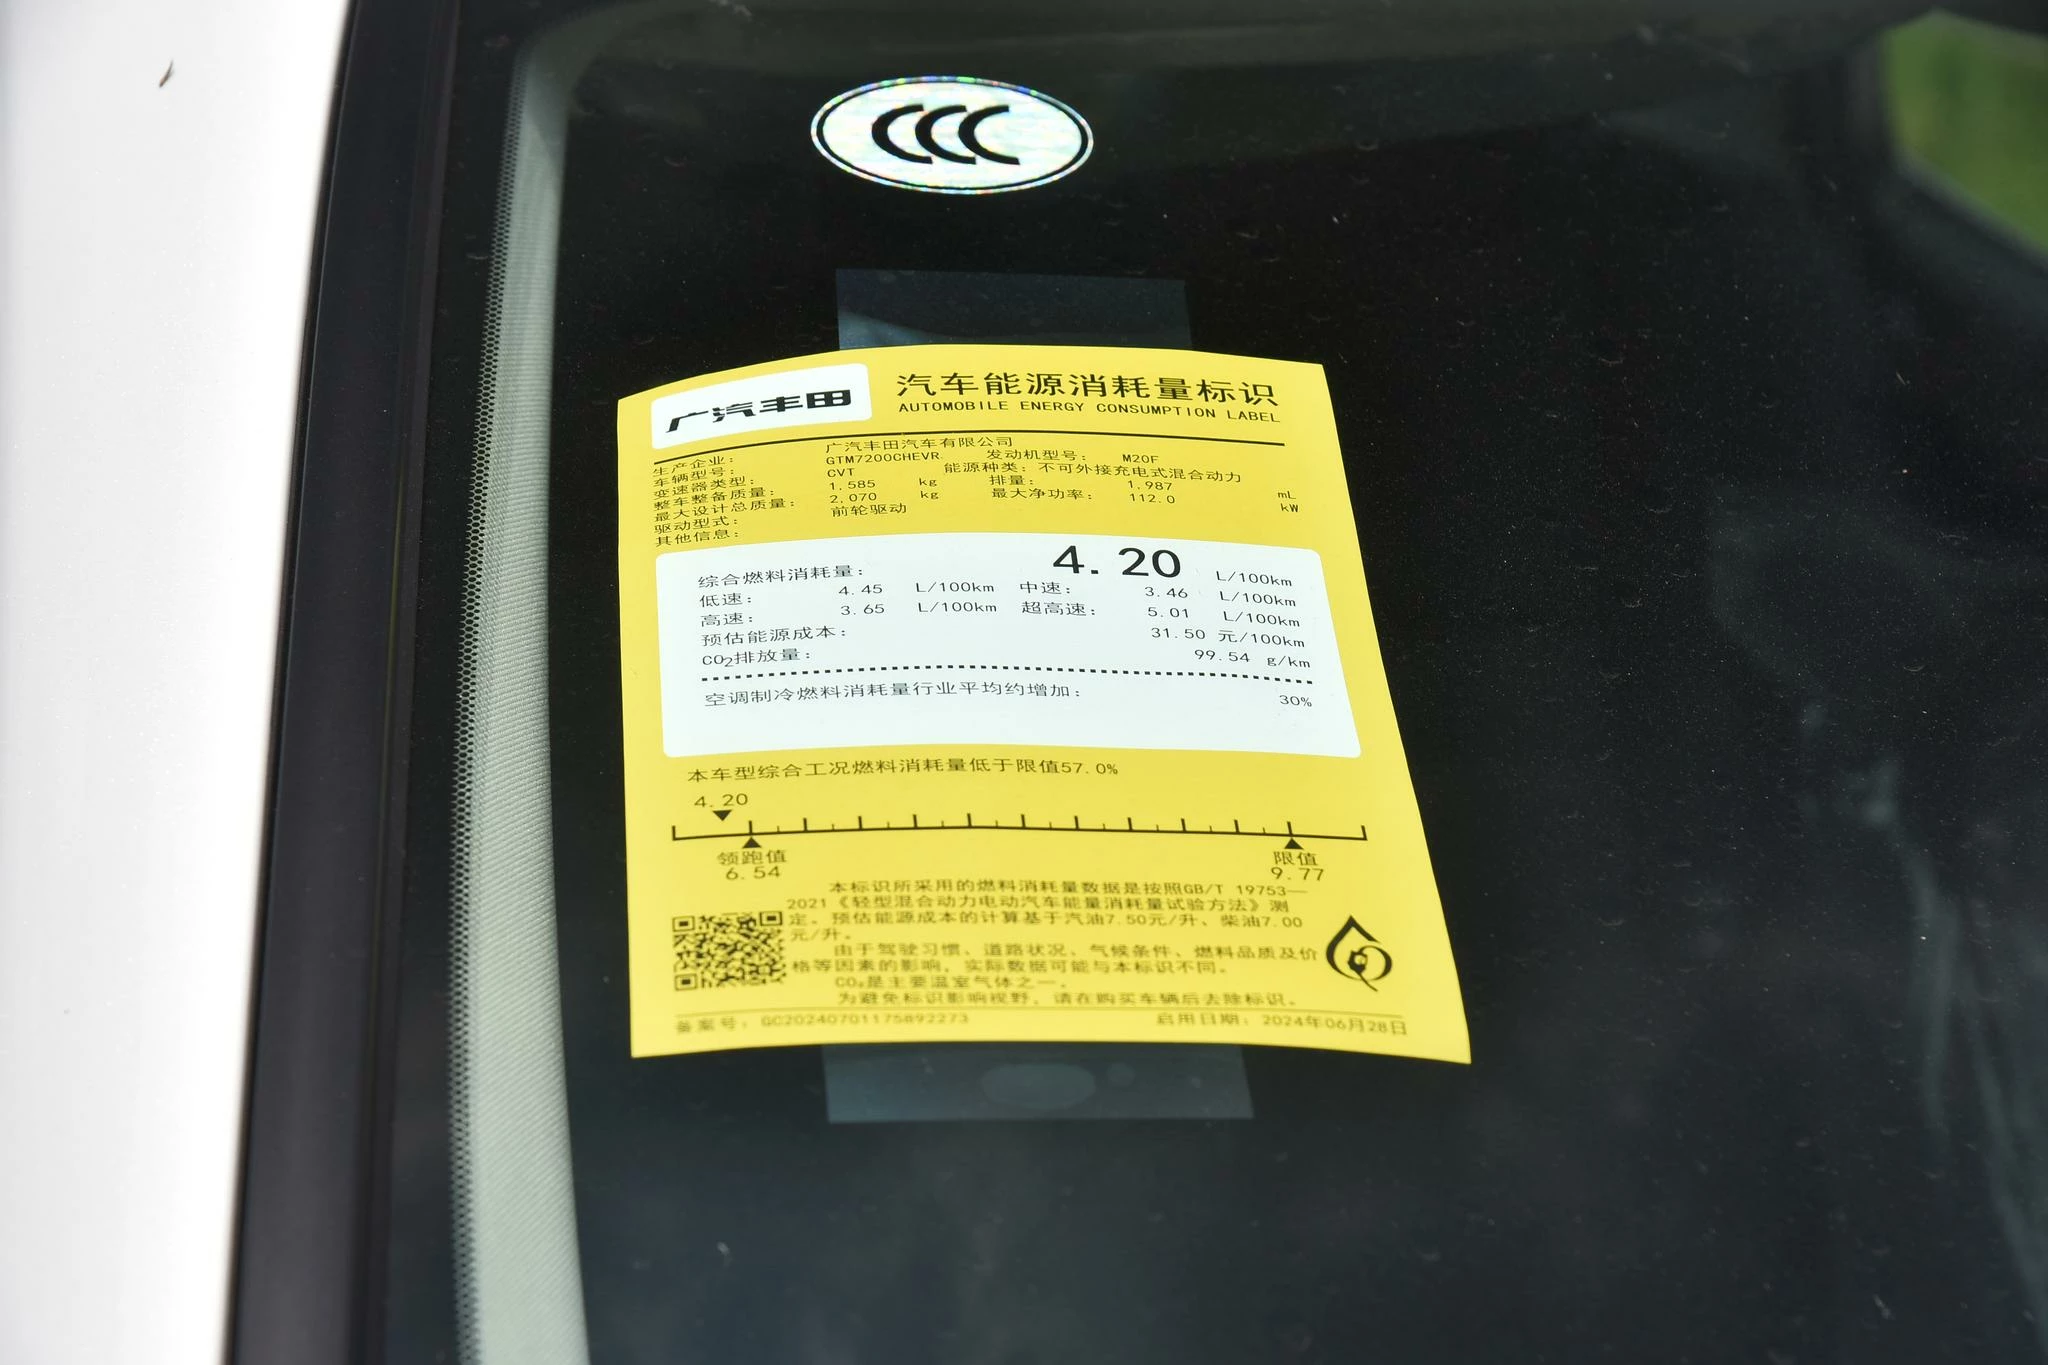 CCC
广汽丰田
汽车能源消耗量标识
AUTOMOBILE ENERGY CONSUMPTION LABEL
生产企业： 广汽丰田汽车有限公司
车辆型号： GTM7200CHEVR 发动机型号： M20F
变速器类型： CVT 能源种类：不可外接充电式混合动力
整车整备质量： 1,585 kg 排量： 1,987 mL
最大设计总质量： 2,070 kg 最大净功率： 112.0 kW
驱动型式： 前轮驱动
其他信息：
综合燃料消耗量： 4.20 L/100km
低速： 4.45 L/100km 中速： 3.46 L/100km
高速： 3.65 L/100km 超高速： 5.01 L/100km
预估能源成本： 31.50 元/100km
CO₂排放量： 99.54 g/km
空调制冷燃料消耗量行业平均约增加： 30%
本车型综合工况燃料消耗量低于限值57.0%
4.20
领跑值 限值
6.54 9.77
本标识所采用的燃料消耗量数据是按照GB/T 19753—
2021《轻型混合动力电动汽车能量消耗量试验方法》测
定。预估能源成本的计算基于汽油7.50元/升、柴油7.00
元/升。
由于驾驶习惯、道路状况、气候条件、燃料品质及价
格等因素的影响，实际数据可能与本标识不同。
CO₂是主要温室气体之一。
为避免标识影响视野，请在购买车辆后去除标识。
备案号：GC20240701175892273 启用日期：2024年06月28日